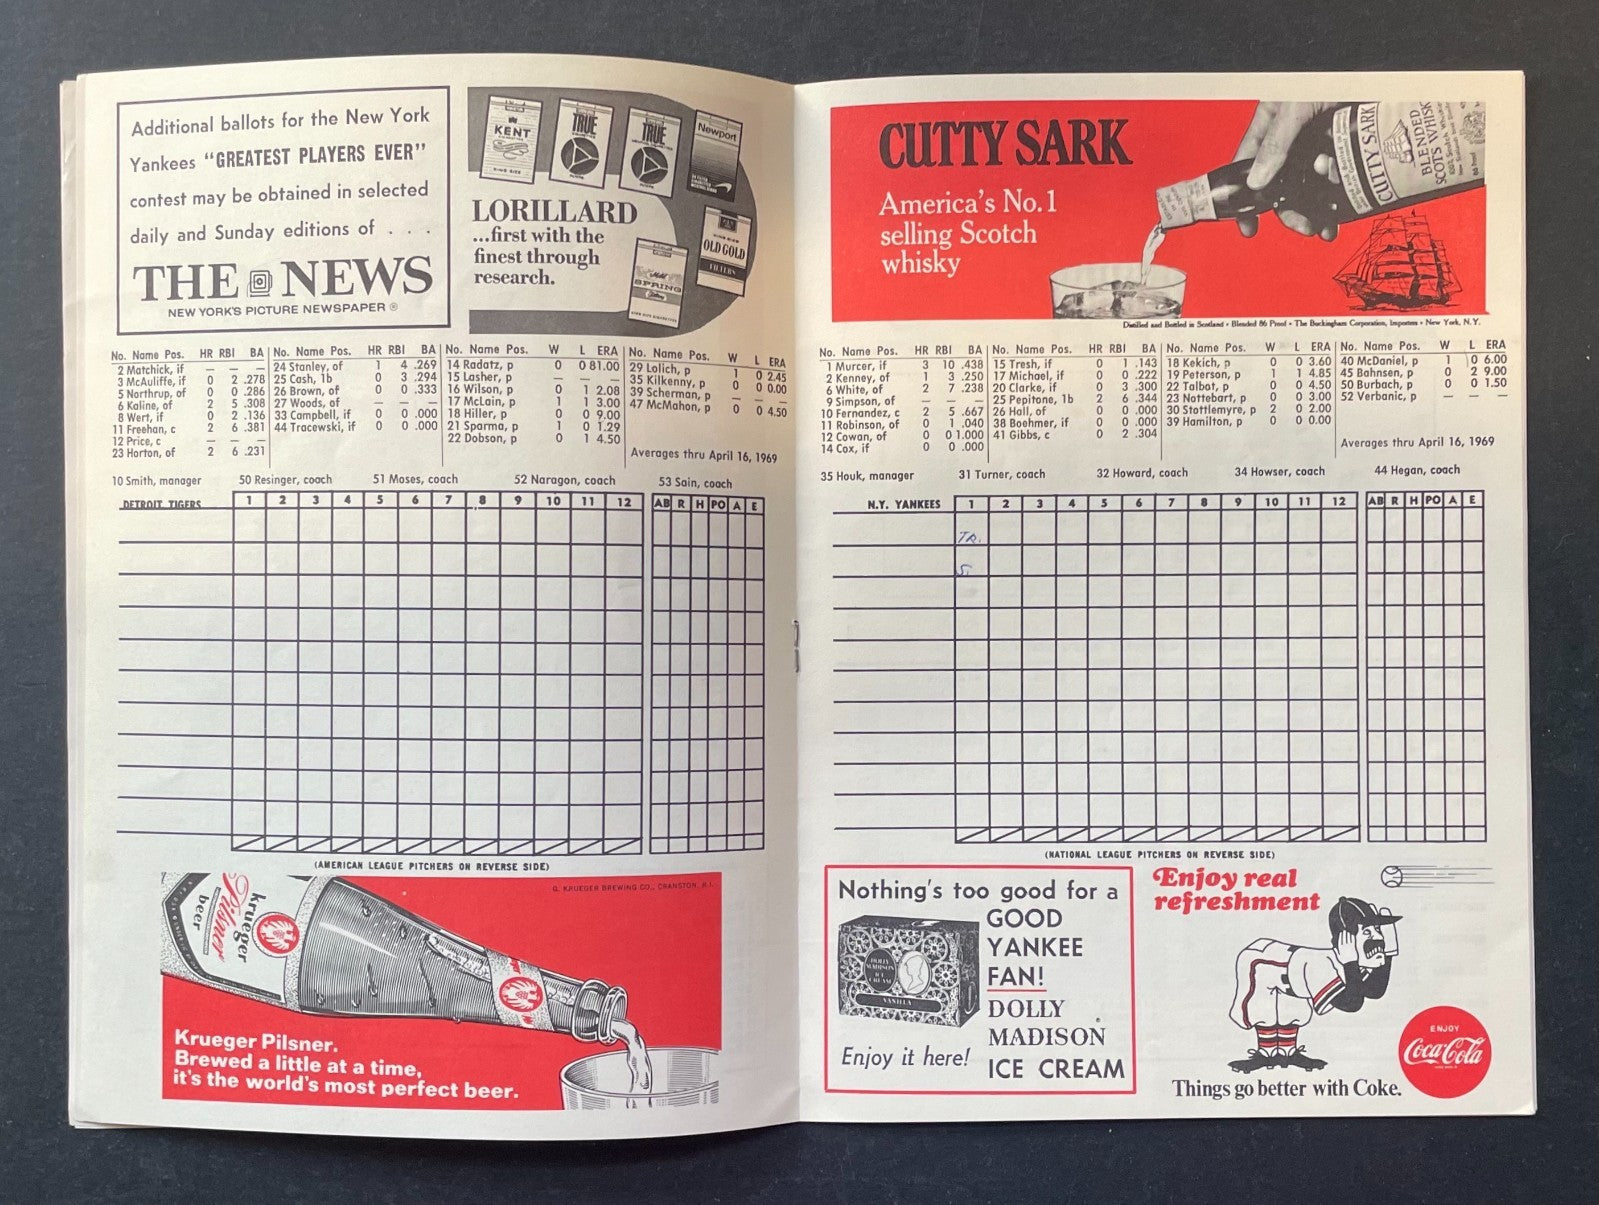 Additional ballots for the New York
Yankees "GREATEST PLAYERS EVER"
contest may be obtained in selected
daily and Sunday editions of . . .
THE NEWS
NEW YORK'S PICTURE NEWSPAPER ®
KENT
TRUE
TRUE
Newport
OLD GOLD
FILTERS
SPRING
LORILLARD
...first with the
finest through
research.
No. Name Pos. HR RBI BA
2 Matchick, if — — —
3 McAuliffe, if 0 2 .278
5 Northrup, of 0 0 .286
6 Kaline, of 2 5 .308
8 Wert, if 0 2 .136
11 Freehan, c 2 6 .381
12 Price, c — — —
23 Horton, of 2 6 .231
No. Name Pos. HR RBI BA
24 Stanley, of 1 4 .269
25 Cash, 1b 0 3 .294
26 Brown, of 0 0 .333
27 Woods, of — — —
33 Campbell, if 0 0 .000
44 Tracewski, if 0 0 .000
No. Name Pos. W L ERA
14 Radatz, p 0 0 81.00
15 Lasher, p — — —
16 Wilson, p 0 1 2.08
17 McLain, p 1 1 3.00
18 Hiller, p 0 0 9.00
21 Sparma, p 1 0 1.29
22 Dobson, p 0 1 4.50
No. Name Pos. W L ERA
29 Lolich, p 1 0 2.45
35 Kilkenny, p 0 0 0.00
39 Scherman, p — — —
47 McMahon, p 0 0 4.50
Averages thru April 16, 1969
10 Smith, manager 50 Resinger, coach 51 Moses, coach 52 Naragon, coach 53 Sain, coach
DETROIT TIGERS 1 2 3 4 5 6 7 8 9 10 11 12 AB R H PO A E
(AMERICAN LEAGUE PITCHERS ON REVERSE SIDE)
G. KRUEGER BREWING CO., CRANSTON, R.I.
krueger
Pilsner
beer
Krueger Pilsner.
Brewed a little at a time,
it's the world's most perfect beer.
CUTTY SARK
America's No. 1
selling Scotch
whisky
CUTTY SARK
BLENDED
SCOTS WHISKY
Distilled and Bottled in Scotland • Blended 86 Proof • The Buckingham Corporation, Importers • New York, N.Y.
No. Name Pos. HR RBI BA
1 Murcer, if 3 10 .438
2 Kenney, of 1 3 .250
6 White, of 2 7 .238
9 Simpson, of — — —
10 Fernandez, c 2 5 .667
11 Robinson, of 0 1 .040
12 Cowan, of 0 0 1.000
14 Cox, if 0 0 .000
No. Name Pos. HR RBI BA
15 Tresh, if 0 1 .143
17 Michael, if 0 0 .222
20 Clarke, if 0 3 .300
25 Pepitone, 1b 2 6 .344
26 Hall, of 0 0 .000
38 Boehmer, if 0 0 .000
41 Gibbs, c 0 2 .304
No. Name Pos. W L ERA
18 Kekich, p 0 0 3.60
19 Peterson, p 1 1 4.85
22 Talbot, p 0 0 4.50
23 Nottebart, p 0 0 3.00
30 Stottlemyre, p 2 0 2.00
39 Hamilton, p 0 0 0.00
No. Name Pos. W L ERA
40 McDaniel, p 1 0 6.00
45 Bahnsen, p 0 2 9.00
50 Burbach, p 0 0 1.50
52 Verbanic, p — — —
Averages thru April 16, 1969
35 Houk, manager 31 Turner, coach 32 Howard, coach 34 Howser, coach 44 Hegan, coach
N.Y. YANKEES 1 2 3 4 5 6 7 8 9 10 11 12 AB R H PO A E
(NATIONAL LEAGUE PITCHERS ON REVERSE SIDE)
Nothing's too good for a
GOOD
YANKEE
FAN!
DOLLY
MADISON
ICE CREAM
DOLLY
MADISON
ICE
CREAM
VANILLA
Enjoy it here!
Enjoy real
refreshment
ENJOY
Coca-Cola
Things go better with Coke.